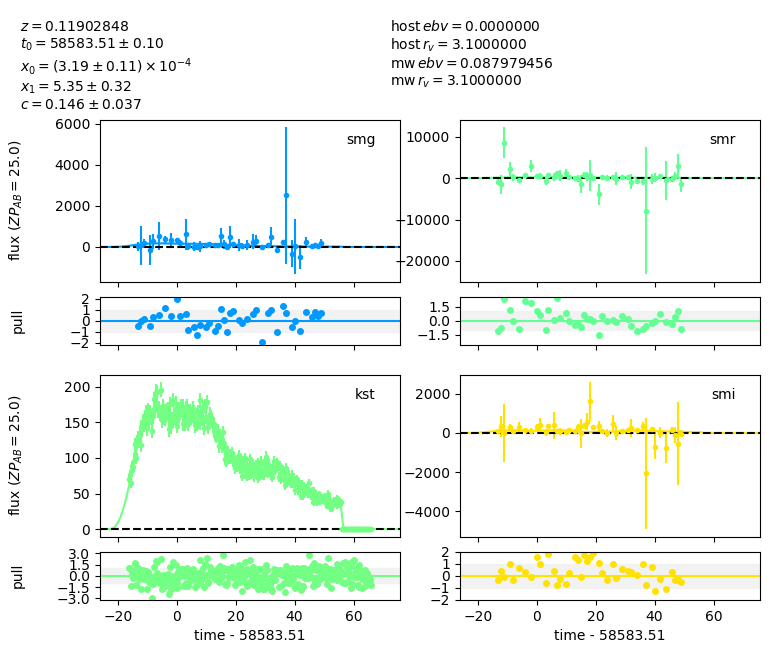 z = 0.11902848
t₀ = 58583.51 ± 0.10
x₀ = (3.19 ± 0.11) × 10⁻⁴
x₁ = 5.35 ± 0.32
c = 0.146 ± 0.037
host ebv = 0.0000000
host r_v = 3.1000000
mw ebv = 0.087979456
mw r_v = 3.1000000
flux (ZP_AB = 25.0)
6000
4000
2000
0
smg
10000
0
−10000
−20000
smr
pull
2
1
0
−1
−2
1.5
0.0
−1.5
flux (ZP_AB = 25.0)
200
150
100
50
0
kst
2000
0
−2000
−4000
smi
pull
3.0
1.5
0.0
−1.5
−3.0
2
1
0
−1
−2
−20 0 20 40 60
−20 0 20 40 60
time - 58583.51
time - 58583.51